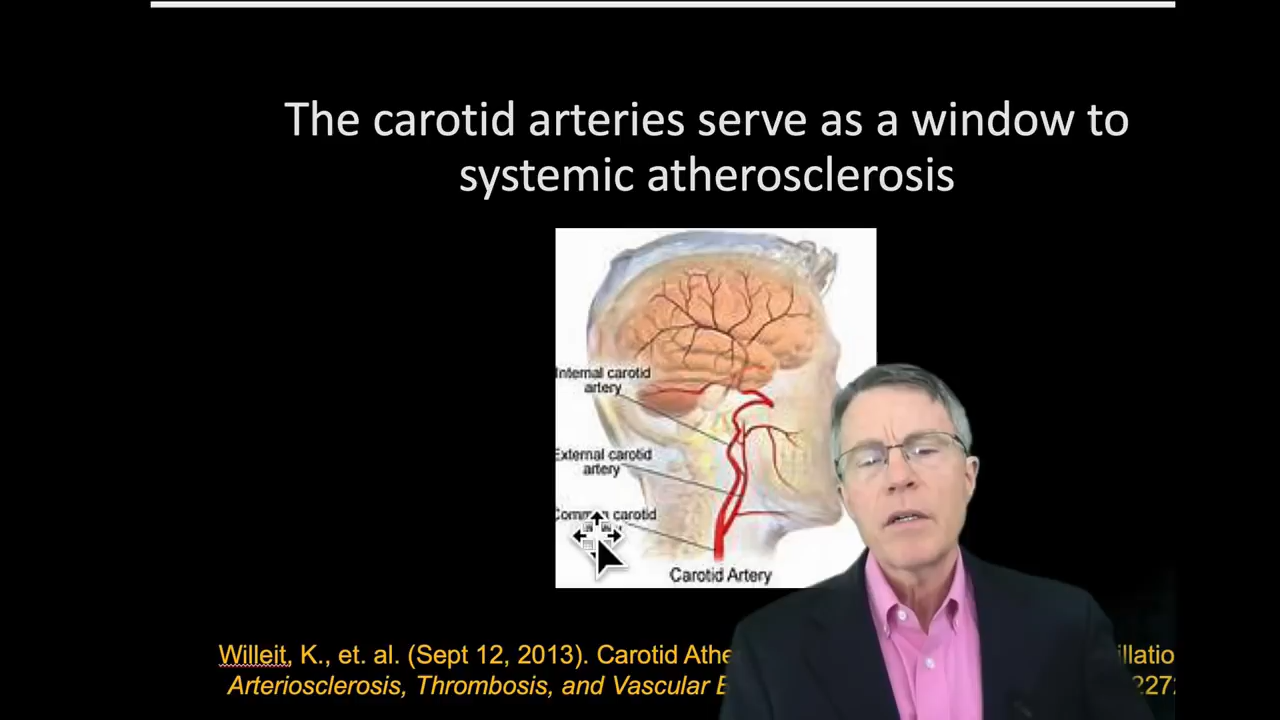 The carotid arteries serve as a window to
systemic atherosclerosis
Internal carotid
artery
External carotid
artery
carotid
Carotid Artery
Willeit, K., et. al. (Sept 12, 2013). Carotid
Arteriosclerosis, Thrombosis, and Vascular